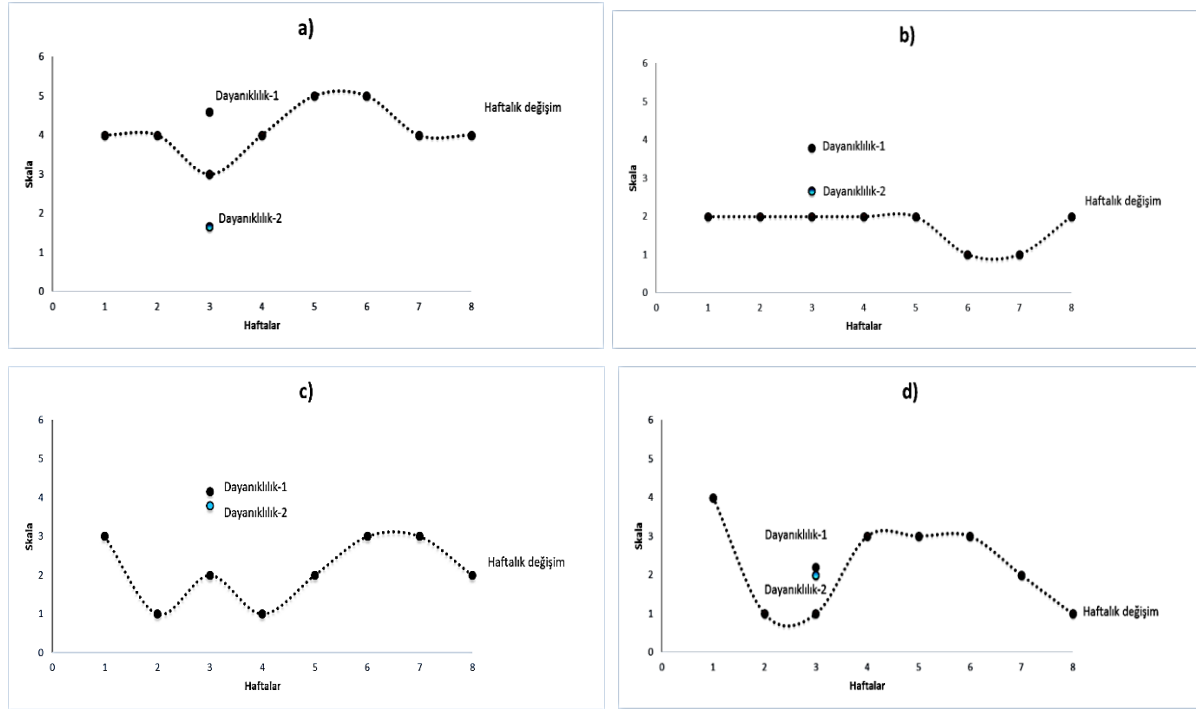 a)
6
5
4
3
2
1
0
Skala
Dayanıklılık-1
Dayanıklılık-2
Haftalık değişim
0 1 2 3 4 5 6 7 8
Haftalar
b)
6
5
4
3
2
1
0
Skala
Dayanıklılık-1
Dayanıklılık-2
Haftalık değişim
0 1 2 3 4 5 6 7 8
Haftalar
c)
6
5
4
3
2
1
0
Skala
Dayanıklılık-1
Dayanıklılık-2
Haftalık değişim
0 1 2 3 4 5 6 7 8
Haftalar
d)
6
5
4
3
2
1
0
Skala
Dayanıklılık-1
Dayanıklılık-2
Haftalık değişim
0 1 2 3 4 5 6 7 8
Haftalar